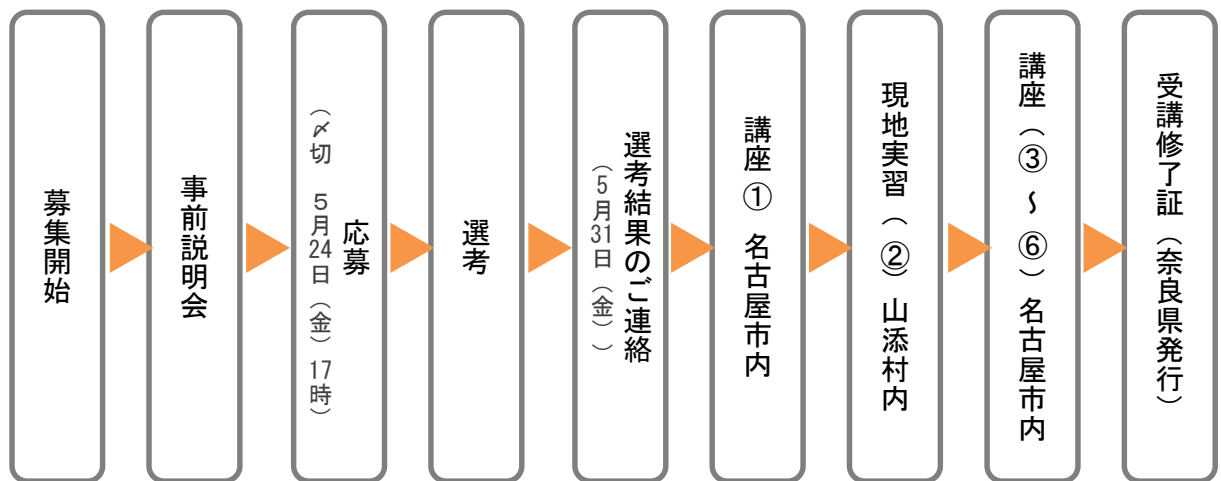 募集開始
事前説明会
応募
（〆切　５月24日（金）17時）
選考
選考結果のご連絡
（５月31日（金））
講座① 名古屋市内
現地実習（②）山添村内
講座（③～⑥）名古屋市内
受講修了証（奈良県発行）